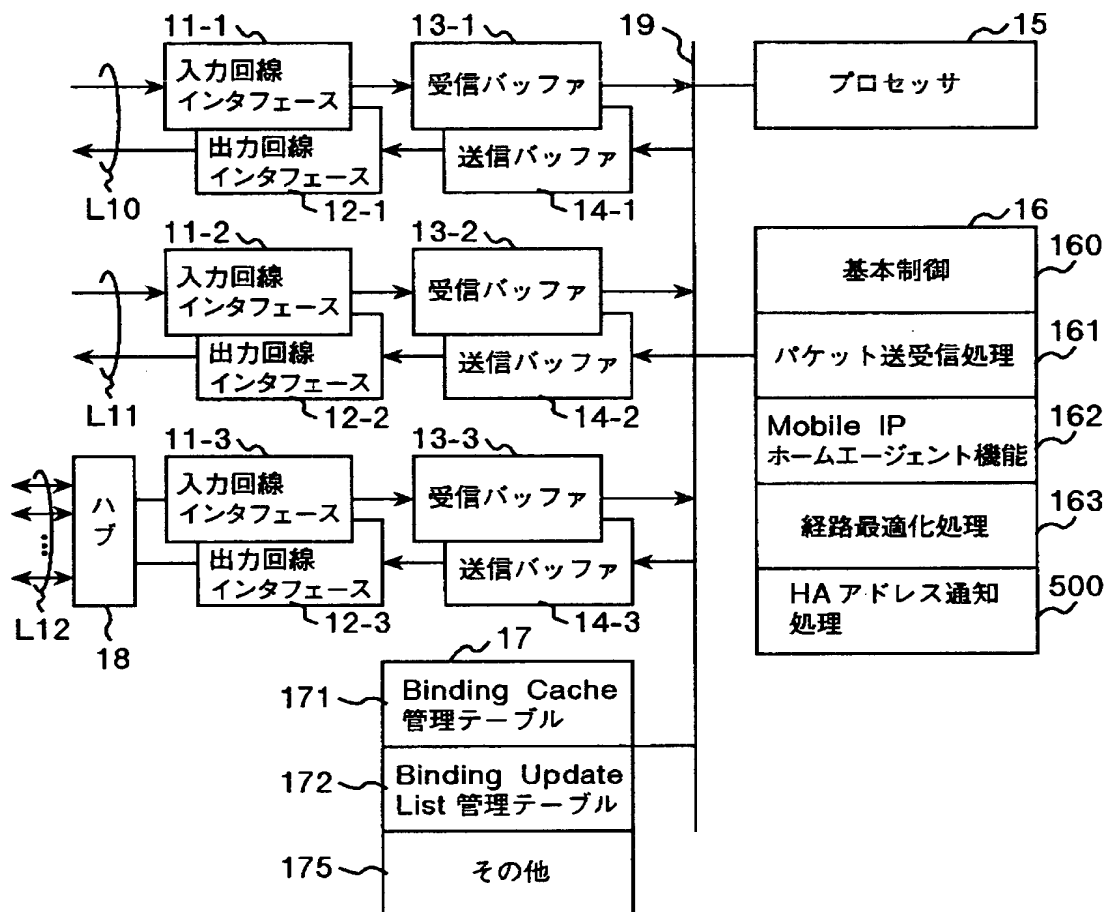 11-1
13-1
19
15
入力回線
インタフェース
受信バッファ
プロセッサ
出力回線
インタフェース
送信バッファ
L10
12-1
14-1
11-2
13-2
16
入力回線
インタフェース
受信バッファ
基本制御
160
出力回線
インタフェース
送信バッファ
パケット送受信処理
161
L11
12-2
14-2
11-3
13-3
Mobile IP
ホームエージェント機能
162
ハブ
入力回線
インタフェース
受信バッファ
経路最適化処理
163
出力回線
インタフェース
送信バッファ
HAアドレス通知
処理
500
L12
18
12-3
14-3
17
171
Binding Cache
管理テーブル
172
Binding Update
List 管理テーブル
175
その他